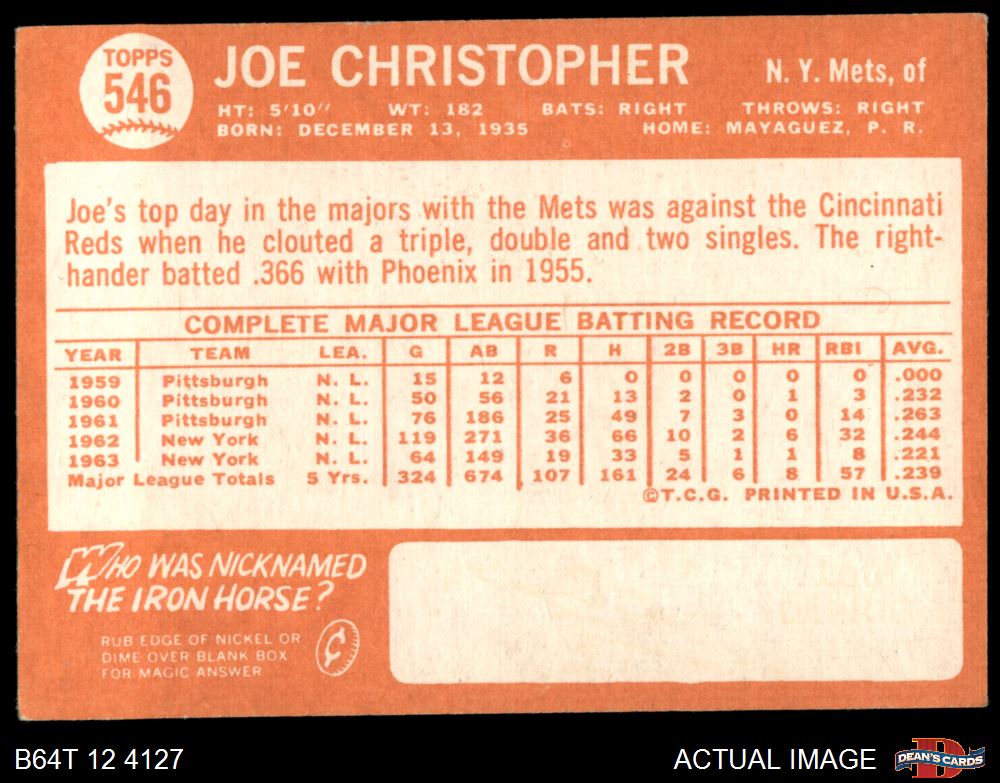 TOPPS
546
JOE CHRISTOPHER
N. Y. Mets, of
HT: 5'10" WT: 182 BATS: RIGHT THROWS: RIGHT
BORN: DECEMBER 13, 1935 HOME: MAYAGUEZ, P. R.
Joe's top day in the majors with the Mets was against the Cincinnati
Reds when he clouted a triple, double and two singles. The right-
hander batted .366 with Phoenix in 1955.
COMPLETE MAJOR LEAGUE BATTING RECORD
YEAR TEAM LEA. G AB R H 2B 3B HR RBI AVG.
1959 Pittsburgh N. L. 15 12 6 0 0 0 0 0 .000
1960 Pittsburgh N. L. 50 56 21 13 2 0 1 3 .232
1961 Pittsburgh N. L. 76 186 25 49 7 3 0 14 .263
1962 New York N. L. 119 271 36 66 10 2 6 32 .244
1963 New York N. L. 64 149 19 33 5 1 1 8 .221
Major League Totals 5 Yrs. 324 674 107 161 24 6 8 57 .239
©T.C.G. PRINTED IN U.S.A.
WHO WAS NICKNAMED
THE IRON HORSE?
RUB EDGE OF NICKEL OR
DIME OVER BLANK BOX
FOR MAGIC ANSWER
¢
B64T 12 4127
ACTUAL IMAGE
D
DEAN'S CARDS